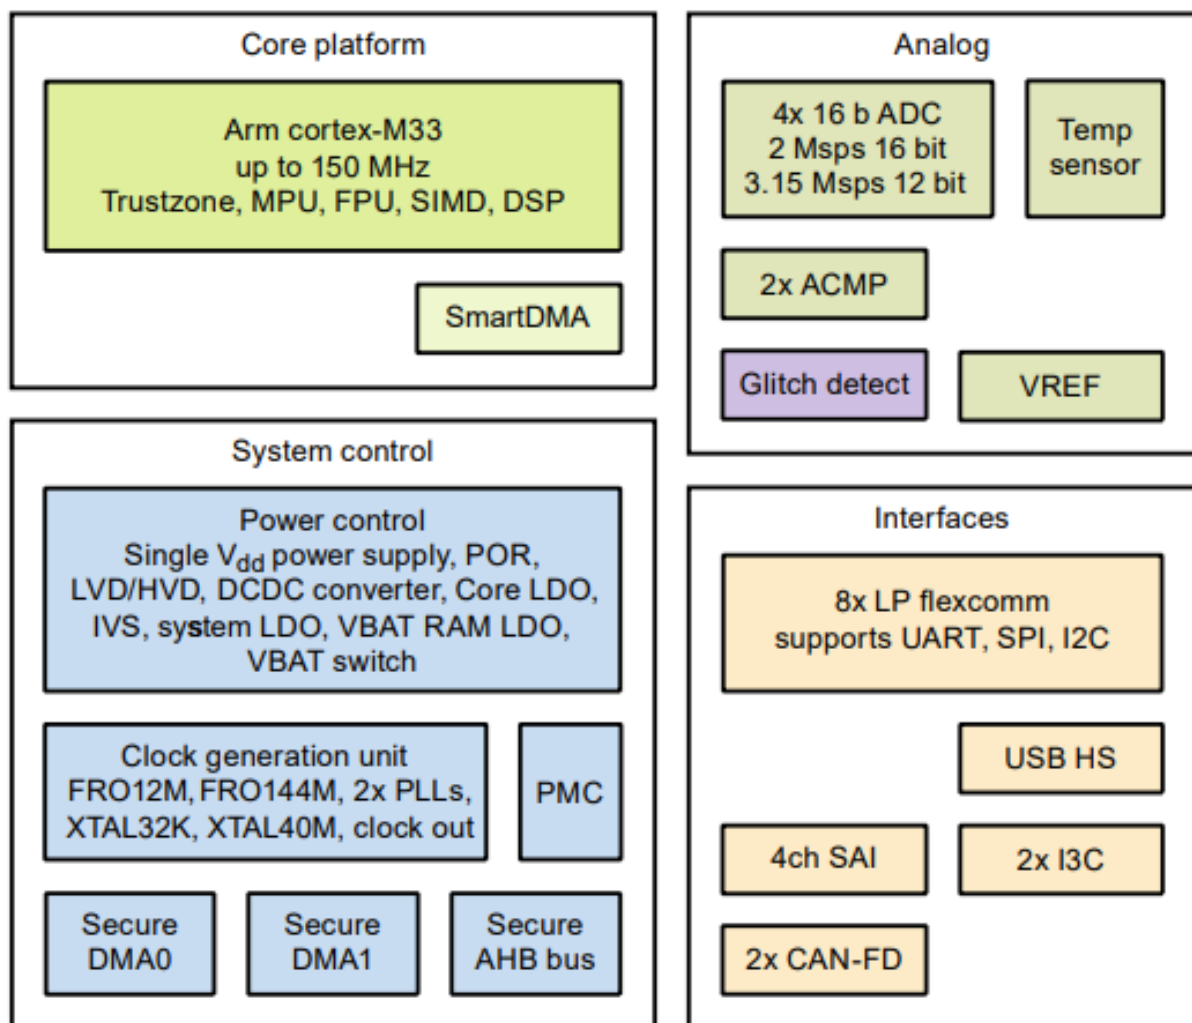 Core platform
Arm cortex-M33
up to 150 MHz
Trustzone, MPU, FPU, SIMD, DSP
SmartDMA
System control
Power control
Single Vdd power supply, POR,
LVD/HVD, DCDC converter, Core LDO,
IVS, system LDO, VBAT RAM LDO,
VBAT switch
Clock generation unit
FRO12M, FRO144M, 2x PLLs,
XTAL32K, XTAL40M, clock out
PMC
Secure
DMA0
Secure
DMA1
Secure
AHB bus
Analog
4x 16 b ADC
2 Msps 16 bit
3.15 Msps 12 bit
Temp
sensor
2x ACMP
Glitch detect
VREF
Interfaces
8x LP flexcomm
supports UART, SPI, I2C
USB HS
4ch SAI
2x I3C
2x CAN-FD